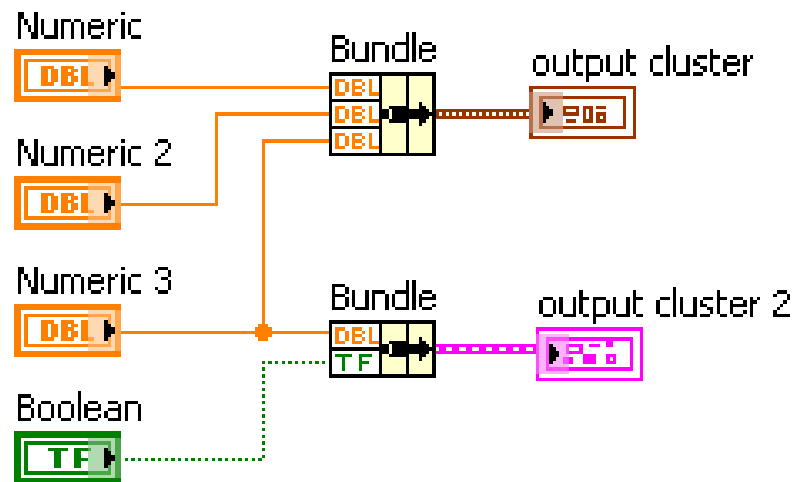 Numeric
DBL
Bundle
DBL
DBL
DBL
output cluster
Numeric 2
DBL
Numeric 3
DBL
Bundle
DBL
TF
output cluster 2
Boolean
TF